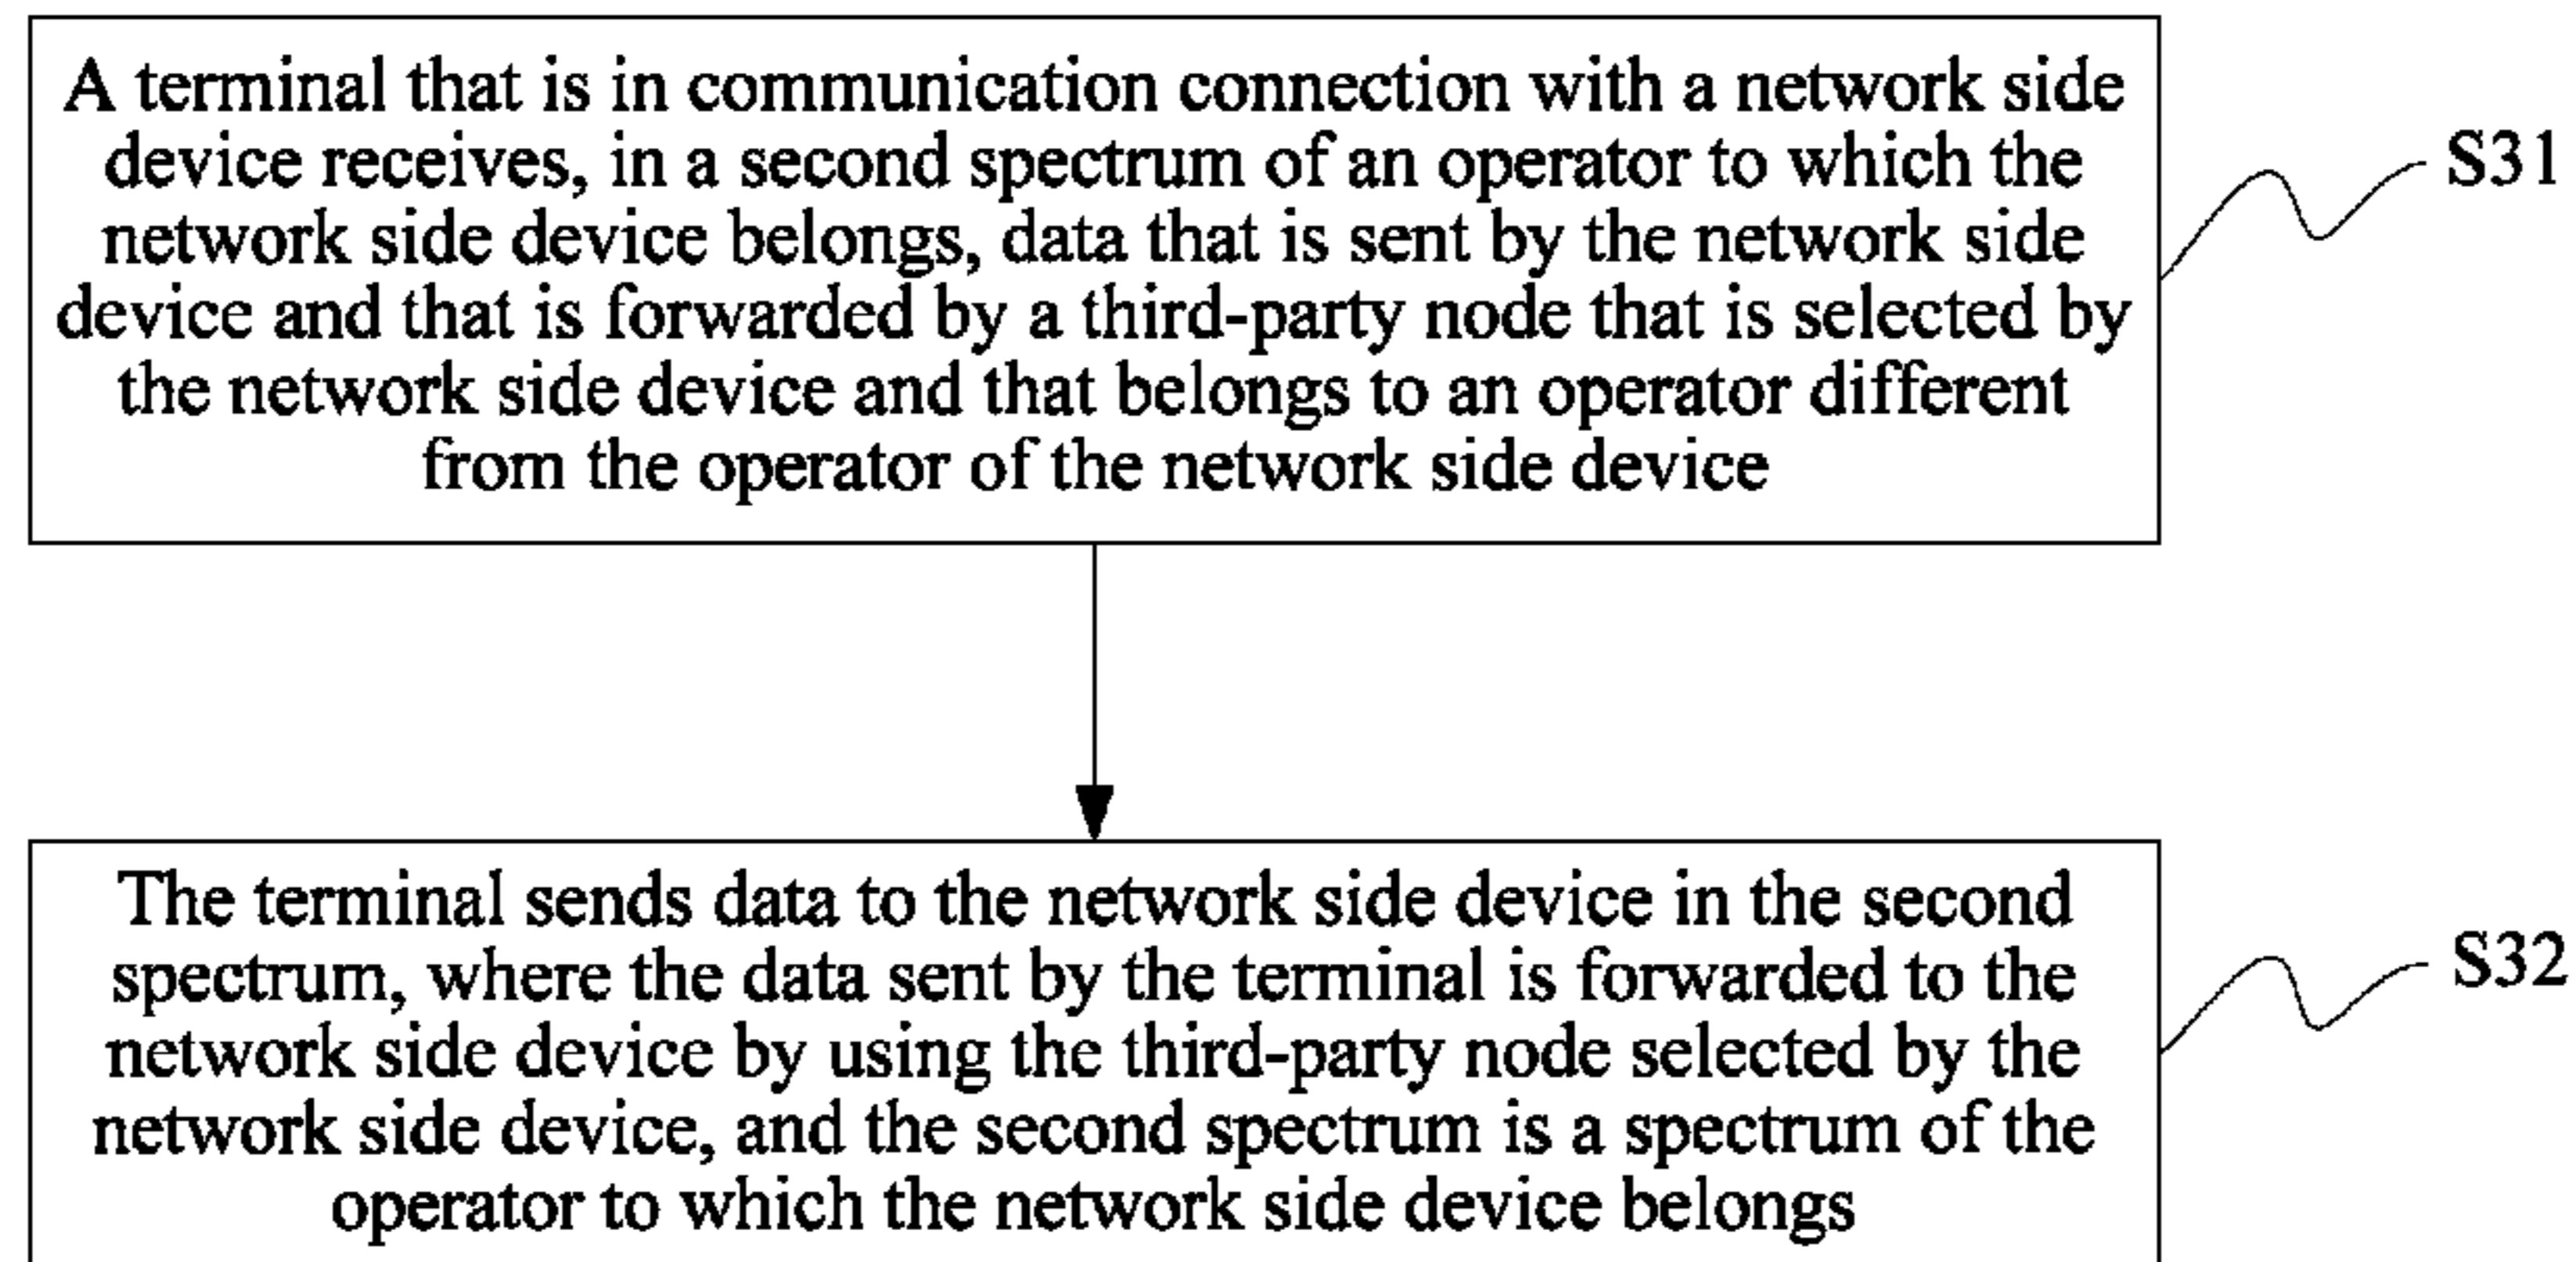 A terminal that is in communication connection with a network side
device receives, in a second spectrum of an operator to which the
network side device belongs, data that is sent by the network side
device and that is forwarded by a third-party node that is selected by
the network side device and that belongs to an operator different
from the operator of the network side device
S31
The terminal sends data to the network side device in the second
spectrum, where the data sent by the terminal is forwarded to the
network side device by using the third-party node selected by the
network side device, and the second spectrum is a spectrum of the
operator to which the network side device belongs
S32